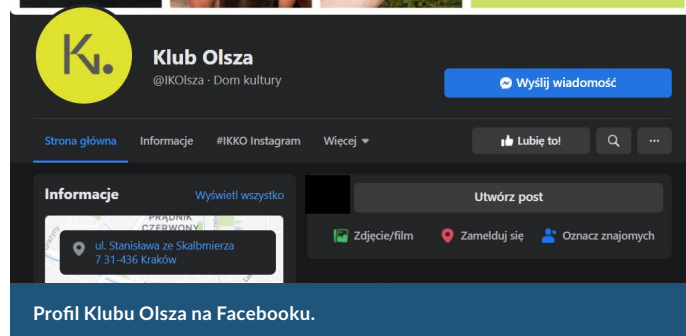 K.
Klub Olsza
@IKOlsza · Dom kultury
Wyślij wiadomość
Strona główna Informacje #IKKO Instagram Więcej Lubię to! ...
Informacje Wyświetl wszystko
PRĄDNIK
CZERWONY
ul. Stanisława ze Skalbmierza
7 31-436 Kraków
Utwórz post
Zdjęcie/film Zamelduj się Oznacz znajomych
Profil Klubu Olsza na Facebooku.